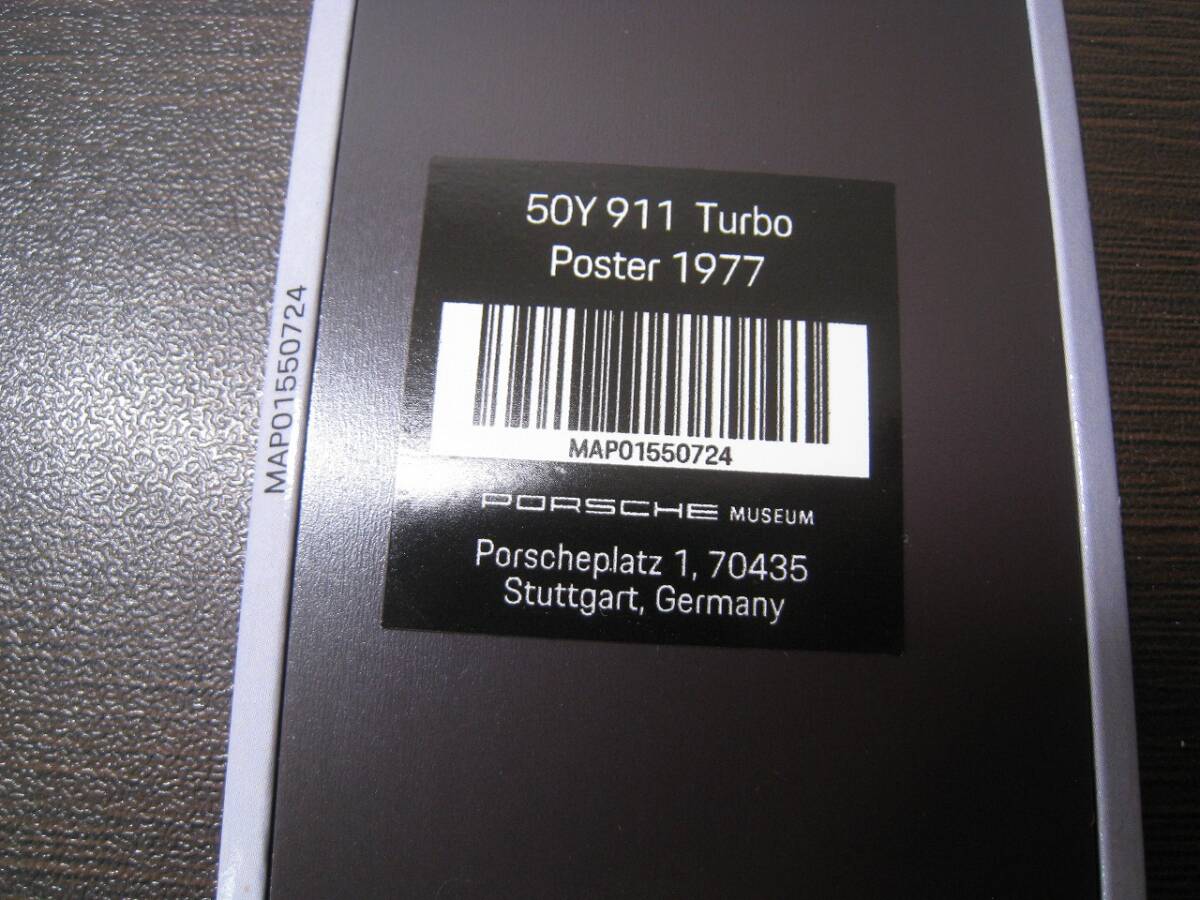 50Y 911 Turbo
Poster 1977
MAP01550724
PORSCHE MUSEUM
Porscheplatz 1, 70435
Stuttgart, Germany
MAP01550724